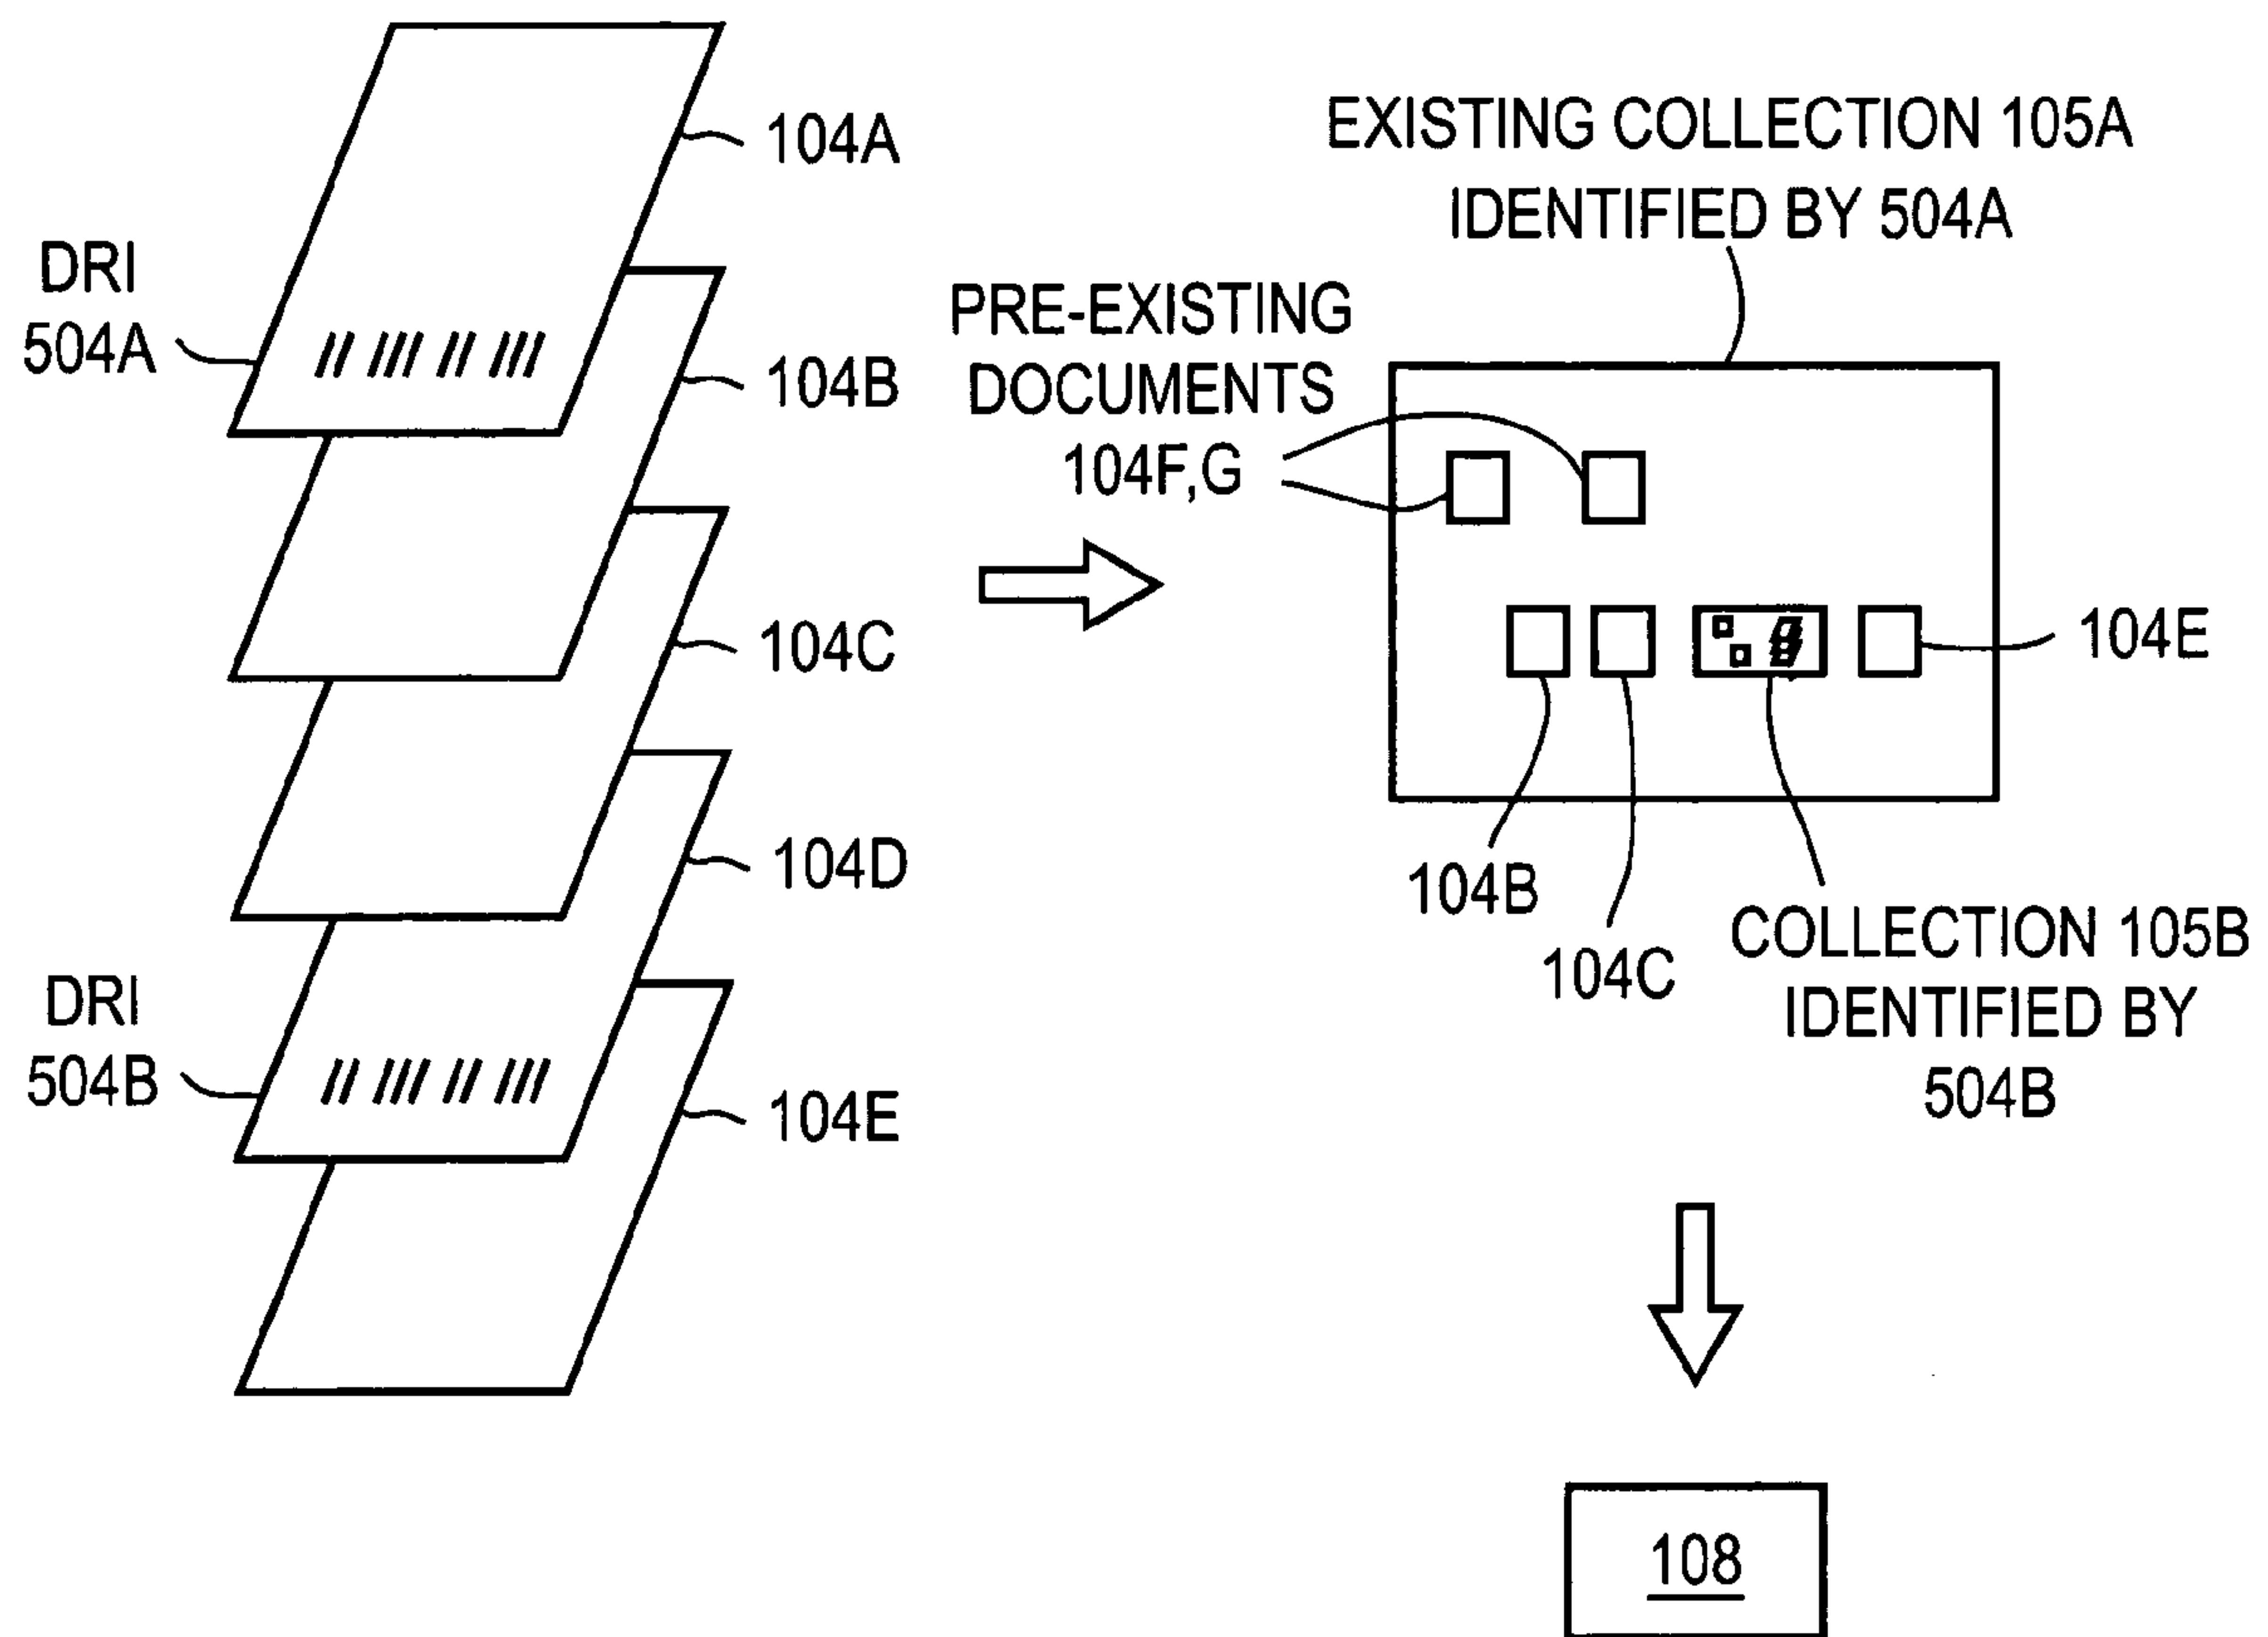 104A
DRI
504A
104B
104C
104D
DRI
504B
104E
EXISTING COLLECTION 105A
IDENTIFIED BY 504A
PRE-EXISTING
DOCUMENTS
104F,G
104E
104B
104C
COLLECTION 105B
IDENTIFIED BY
504B
108